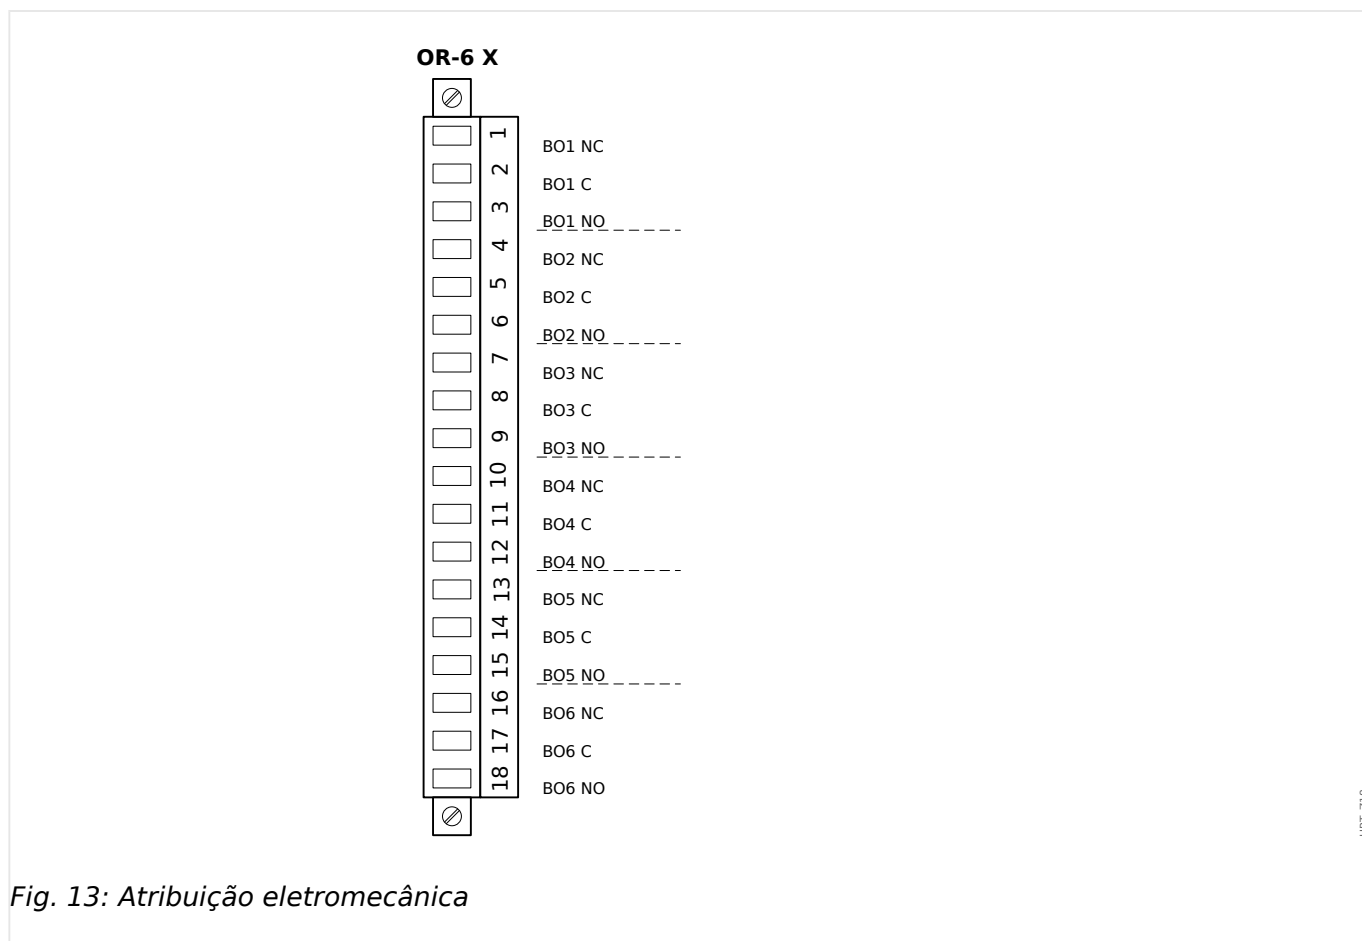 OR-6 X
1 BO1 NC
2 BO1 C
3 BO1 NO
4 BO2 NC
5 BO2 C
6 BO2 NO
7 BO3 NC
8 BO3 C
9 BO3 NO
10 BO4 NC
11 BO4 C
12 BO4 NO
13 BO5 NC
14 BO5 C
15 BO5 NO
16 BO6 NC
17 BO6 C
18 BO6 NO
Fig. 13: Atribuição eletromecânica